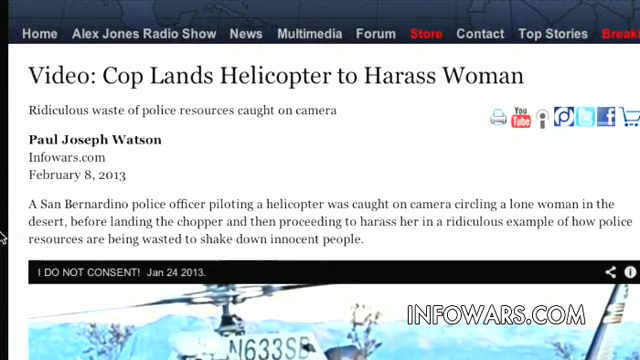 Home Alex Jones Radio Show News Multimedia Forum Store Contact Top Stories Breaki
Video: Cop Lands Helicopter to Harass Woman
Ridiculous waste of police resources caught on camera
You
Tube
Paul Joseph Watson
Infowars.com
February 8, 2013
A San Bernardino police officer piloting a helicopter was caught on camera circling a lone woman in the
desert, before landing the chopper and then proceeding to harass her in a ridiculous example of how police
resources are being wasted to shake down innocent people.
I DO NOT CONSENT! Jan 24 2013.
INFOWARS.COM
N633SB